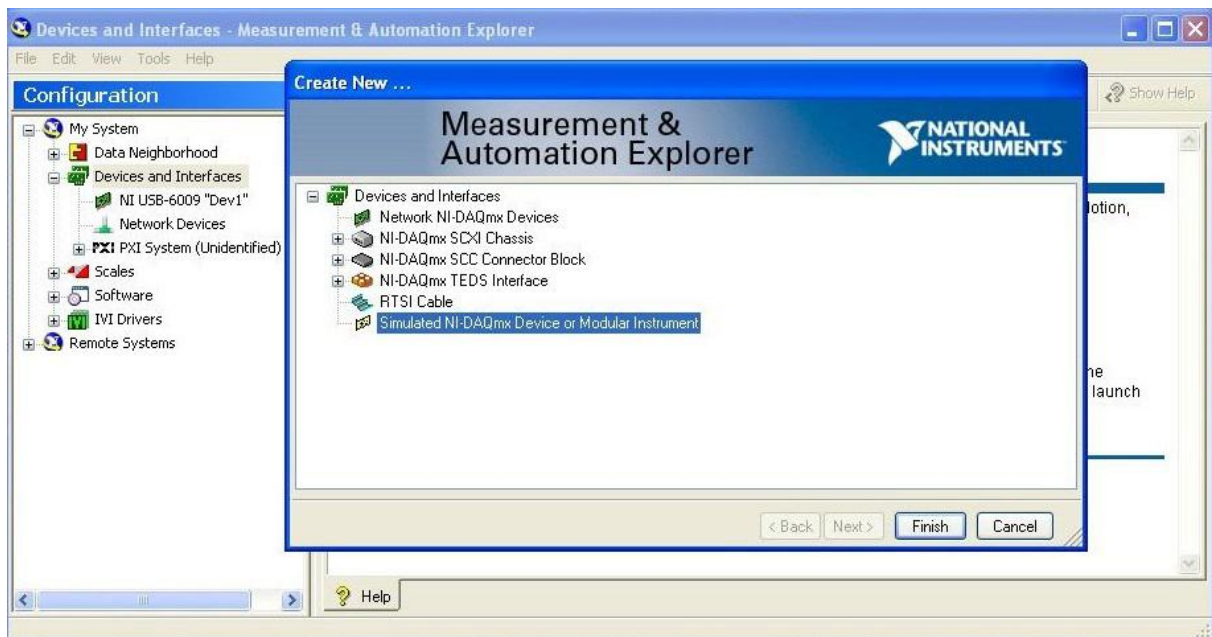 Devices and Interfaces - Measurement & Automation Explorer
File Edit View Tools Help
Configuration
Show Help
My System
Data Neighborhood
Devices and Interfaces
NI USB-6009 "Dev1"
Network Devices
PXI PXI System (Unidentified)
Scales
Software
IVI IVI Drivers
Remote Systems
Create New ...
Measurement &
Automation Explorer
NATIONAL
INSTRUMENTS
Devices and Interfaces
Network NI-DAQmx Devices
NI-DAQmx SCXI Chassis
NI-DAQmx SCC Connector Block
NI-DAQmx TEDS Interface
RTSI Cable
Simulated NI-DAQmx Device or Modular Instrument
< Back Next > Finish Cancel
launch
Help